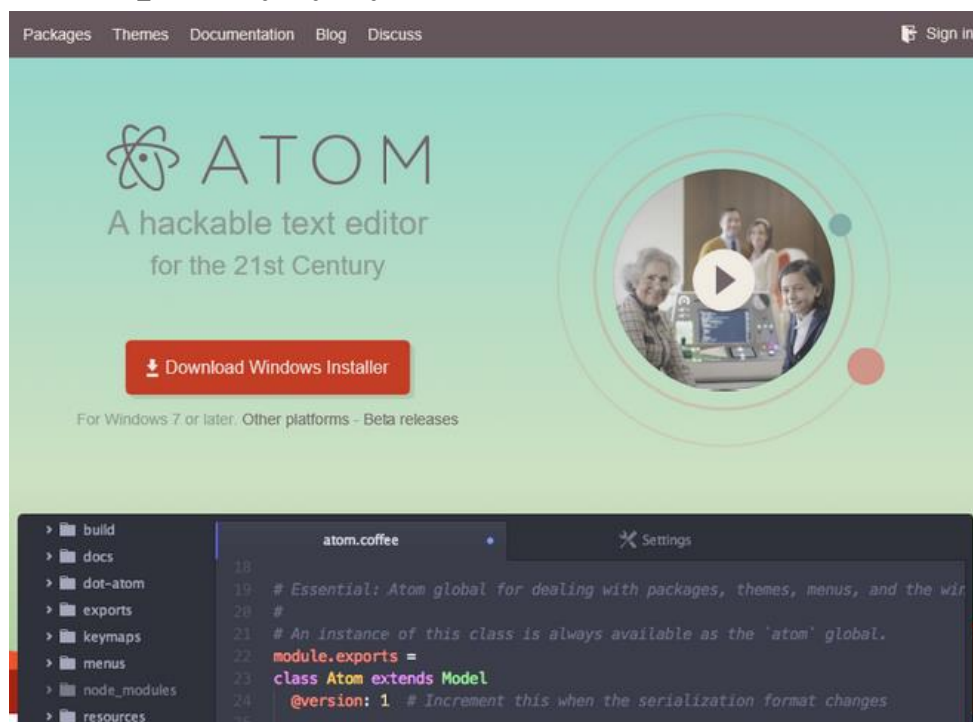 Packages Themes Documentation Blog Discuss Sign in
ATOM
A hackable text editor
for the 21st Century
Download Windows Installer
For Windows 7 or later. Other platforms - Beta releases
build
docs
dot-atom
exports
keymaps
menus
node_modules
resources
atom.coffee Settings
18
19 # Essential: Atom global for dealing with packages, themes, menus, and the
20 #
21 # An instance of this class is always available as the `atom` global.
22 module.exports =
23 class Atom extends Model
24 @version: 1 # Increment this when the serialization format changes